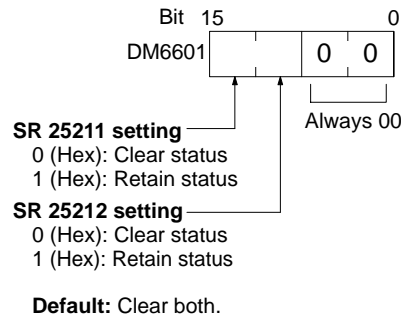 Bit 15 0
DM6601 0 0
Always 00
SR 25211 setting
0 (Hex): Clear status
1 (Hex): Retain status
SR 25212 setting
0 (Hex): Clear status
1 (Hex): Retain status
Default: Clear both.